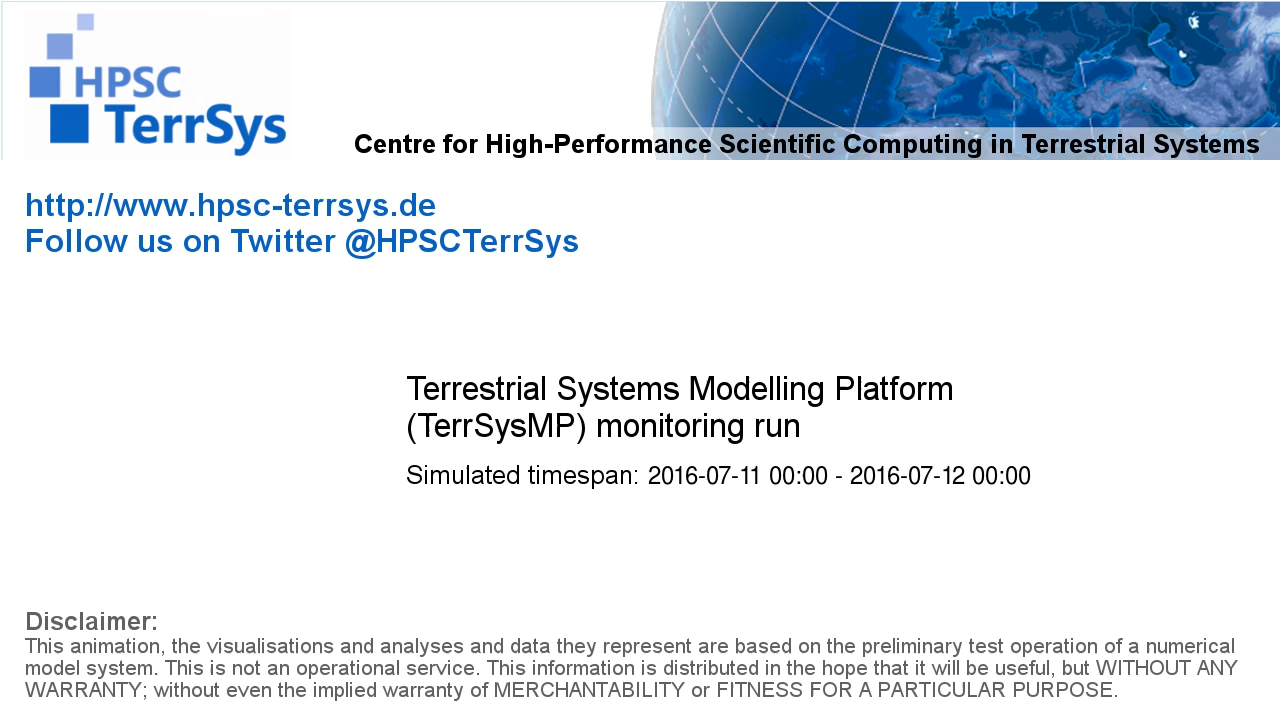 HPSC
TerrSys
Centre for High-Performance Scientific Computing in Terrestrial Systems
http://www.hpsc-terrsys.de
Follow us on Twitter @HPSCTerrSys
Terrestrial Systems Modelling Platform
(TerrSysMP) monitoring run
Simulated timespan: 2016-07-11 00:00 - 2016-07-12 00:00
Disclaimer:
This animation, the visualisations and analyses and data they represent are based on the preliminary test operation of a numerical
model system. This is not an operational service. This information is distributed in the hope that it will be useful, but WITHOUT ANY
WARRANTY; without even the implied warranty of MERCHANTABILITY or FITNESS FOR A PARTICULAR PURPOSE.